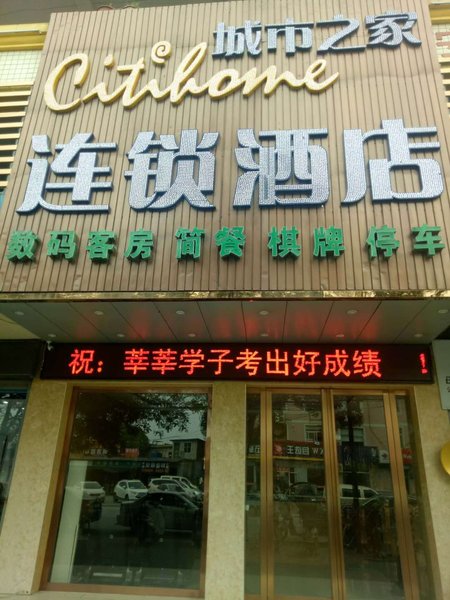 城市之家
Citihome
连锁酒店
数码客房 简餐 棋牌 停车
祝：莘莘学子考出好成绩